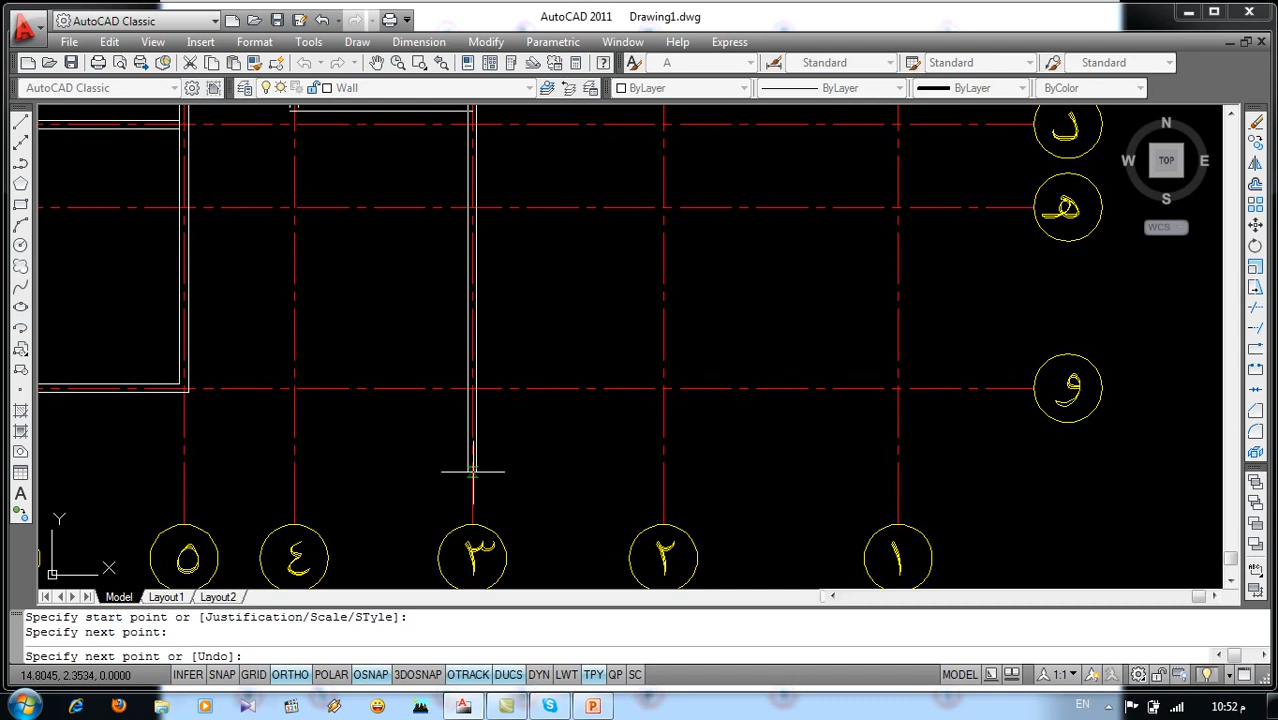 AutoCAD Classic
AutoCAD 2011 Drawing1.dwg
File Edit View Insert Format Tools Draw Dimension Modify Parametric Window Help Express
A Standard Standard Standard
AutoCAD Classic Wall ByLayer ByLayer ByLayer ByColor
د
N
W TOP E
S
WCS
هـ
و
Y
X
٥ ٤ ٣ ٢ ١
Model Layout1 Layout2
Specify start point or [Justification/Scale/STyle]:
Specify next point:
Specify next point or [Undo]:
14.8045, 2.3534, 0.0000 INFER SNAP GRID ORTHO POLAR OSNAP 3DOSNAP OTRACK DUCS DYN LWT TPY QP SC MODEL 1:1
EN 10:52 ص